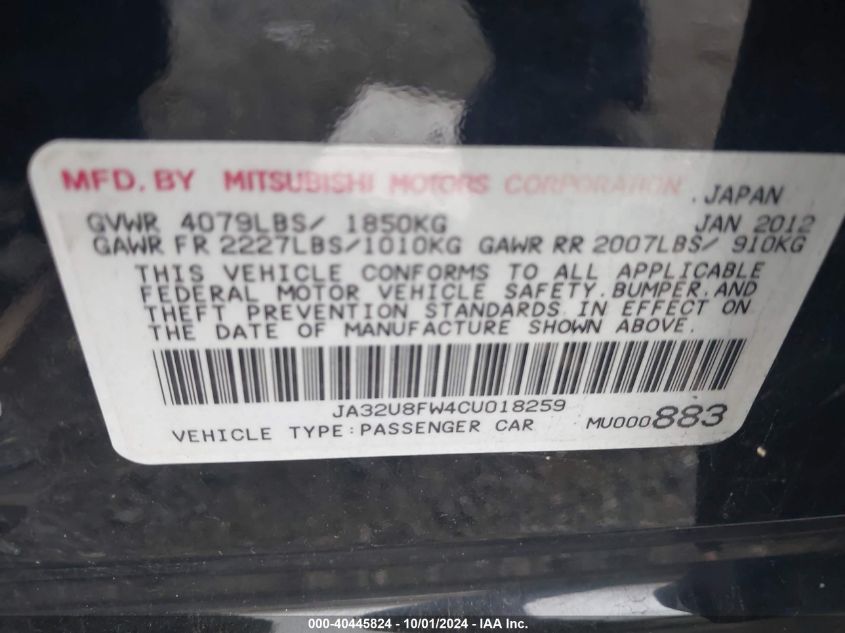 MFD. BY MITSUBISHI MOTORS CORPORATION .JAPAN
GVWR 4079LBS/ 1850KG JAN 2012
GAWR FR 2227LBS/1010KG GAWR RR 2007LBS/ 910KG
THIS VEHICLE CONFORMS TO ALL APPLICABLE
FEDERAL MOTOR VEHICLE SAFETY.BUMPER.AND
THEFT PREVENTION STANDARDS IN EFFECT ON
THE DATE OF MANUFACTURE SHOWN ABOVE.
JA32U8FW4CU018259
VEHICLE TYPE:PASSENGER CAR MU000883
000-40445824 - 10/01/2024 - IAA Inc.